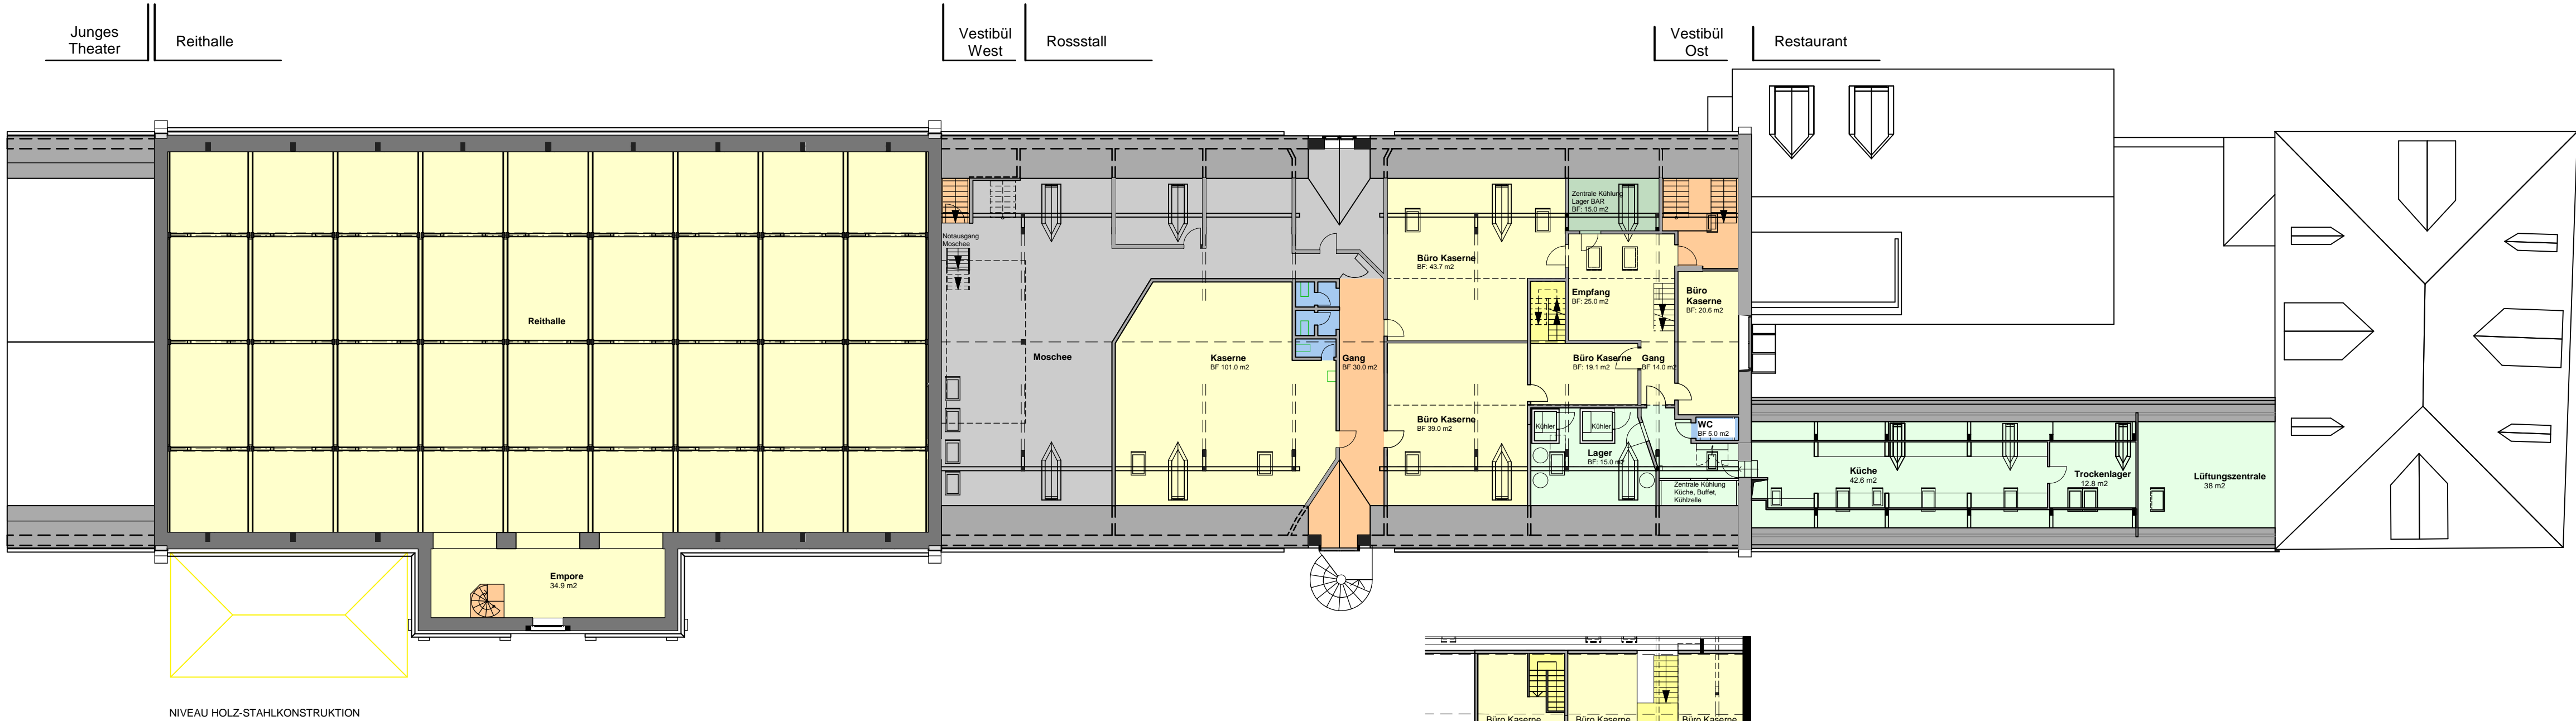 Junges
Theater
Reithalle
Vestibül
West
Rossstall
Vestibül
Ost
Restaurant
Zentrale Kühlung
Lager BAR
BF: 15.0 m2
Notausgang
Moschee
Büro Kaserne
BF: 43.7 m2
Empfang
BF: 25.0 m2
Büro
Kaserne
BF: 20.6 m2
Reithalle
Moschee
Kaserne
BF 101.0 m2
Gang
BF 30.0 m2
Büro Kaserne
BF: 19.1 m2
Gang
BF 14.0 m2
Büro Kaserne
BF 39.0 m2
Kühler
Kühler
WC
BF 5.0 m2
Lager
BF: 15.0 m2
Zentrale Kühlung
Küche, Buffet,
Kühlzelle
Küche
42.6 m2
Trockenlager
12.8 m2
Lüftungszentrale
38 m2
Empore
34.9 m2
NIVEAU HOLZ-STAHLKONSTRUKTION
Büro Kaserne
Büro Kaserne
Büro Kaserne